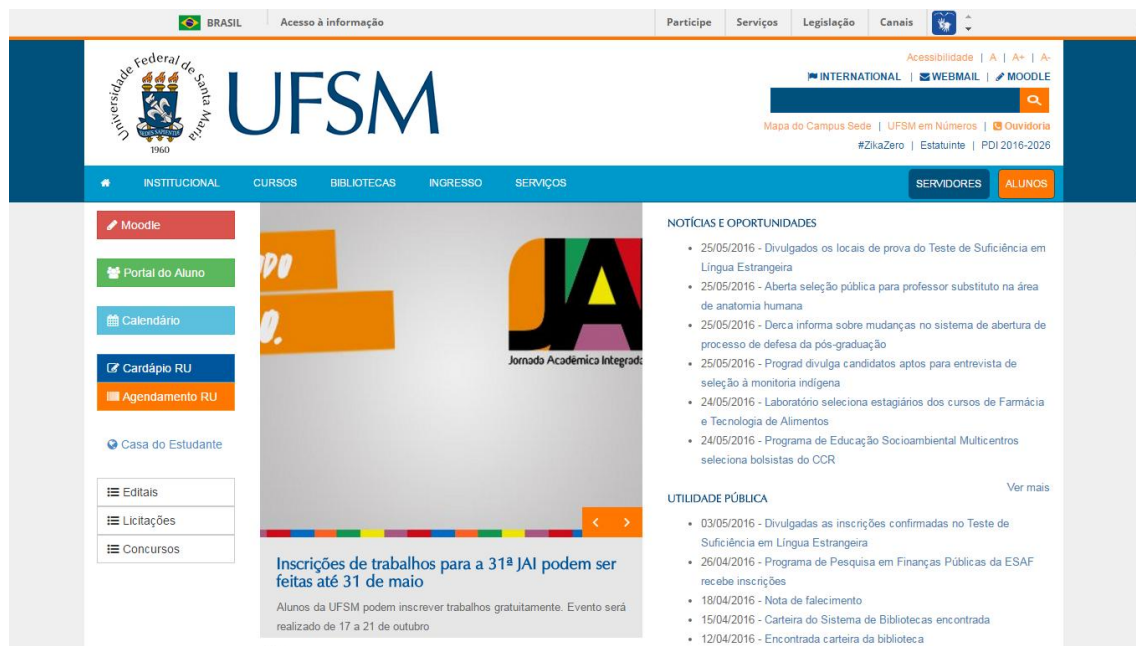 BRASIL
Acesso à informação
Participe
Serviços
Legislação
Canais
Acessibilidade | A | A+ | A-
INTERNATIONAL | WEBMAIL | MOODLE
Mapa do Campus Sede | UFSM em Números | Ouvidoria
#ZikaZero | Estatuinte | PDI 2016-2026
Universidade Federal de Santa Maria
SEDES SAPIENTIAE
1960
UFSM
INSTITUCIONAL
CURSOS
BIBLIOTECAS
INGRESSO
SERVIÇOS
SERVIDORES
ALUNOS
Moodle
Portal do Aluno
Calendário
Cardápio RU
Agendamento RU
Casa do Estudante
Editais
Licitações
Concursos
JAI
Jornada Acadêmica Integrada
Inscrições de trabalhos para a 31ª JAI podem ser
feitas até 31 de maio
Alunos da UFSM podem inscrever trabalhos gratuitamente. Evento será
realizado de 17 a 21 de outubro
NOTÍCIAS E OPORTUNIDADES
25/05/2016 - Divulgados os locais de prova do Teste de Suficiência em
Língua Estrangeira
25/05/2016 - Aberta seleção pública para professor substituto na área
de anatomia humana
25/05/2016 - Derca informa sobre mudanças no sistema de abertura de
processo de defesa da pós-graduação
25/05/2016 - Prograd divulga candidatos aptos para entrevista de
seleção à monitoria indígena
24/05/2016 - Laboratório seleciona estagiários dos cursos de Farmácia
e Tecnologia de Alimentos
24/05/2016 - Programa de Educação Socioambiental Multicentros
seleciona bolsistas do CCR
Ver mais
UTILIDADE PÚBLICA
03/05/2016 - Divulgadas as inscrições confirmadas no Teste de
Suficiência em Língua Estrangeira
26/04/2016 - Programa de Pesquisa em Finanças Públicas da ESAF
recebe inscrições
18/04/2016 - Nota de falecimento
15/04/2016 - Carteira do Sistema de Bibliotecas encontrada
12/04/2016 - Encontrada carteira da biblioteca